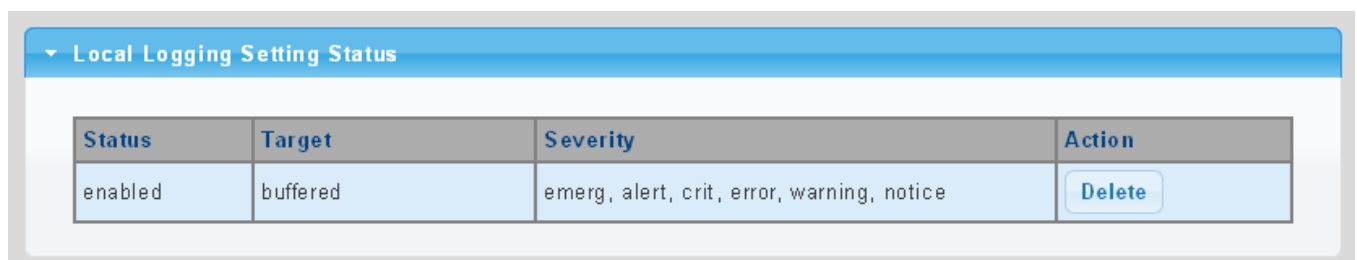 Local Logging Setting Status
Status Target Severity Action
enabled buffered emerg, alert, crit, error, warning, notice Delete